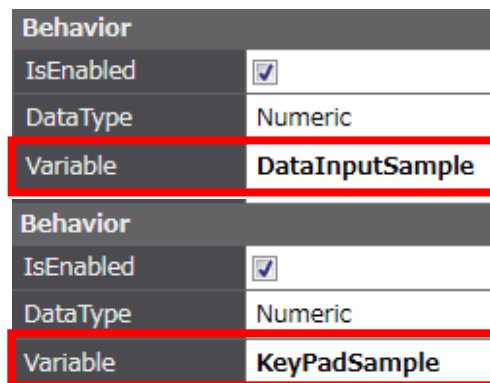 Behavior
IsEnabled
DataType Numeric
Variable DataInputSample
Behavior
IsEnabled
DataType Numeric
Variable KeyPadSample